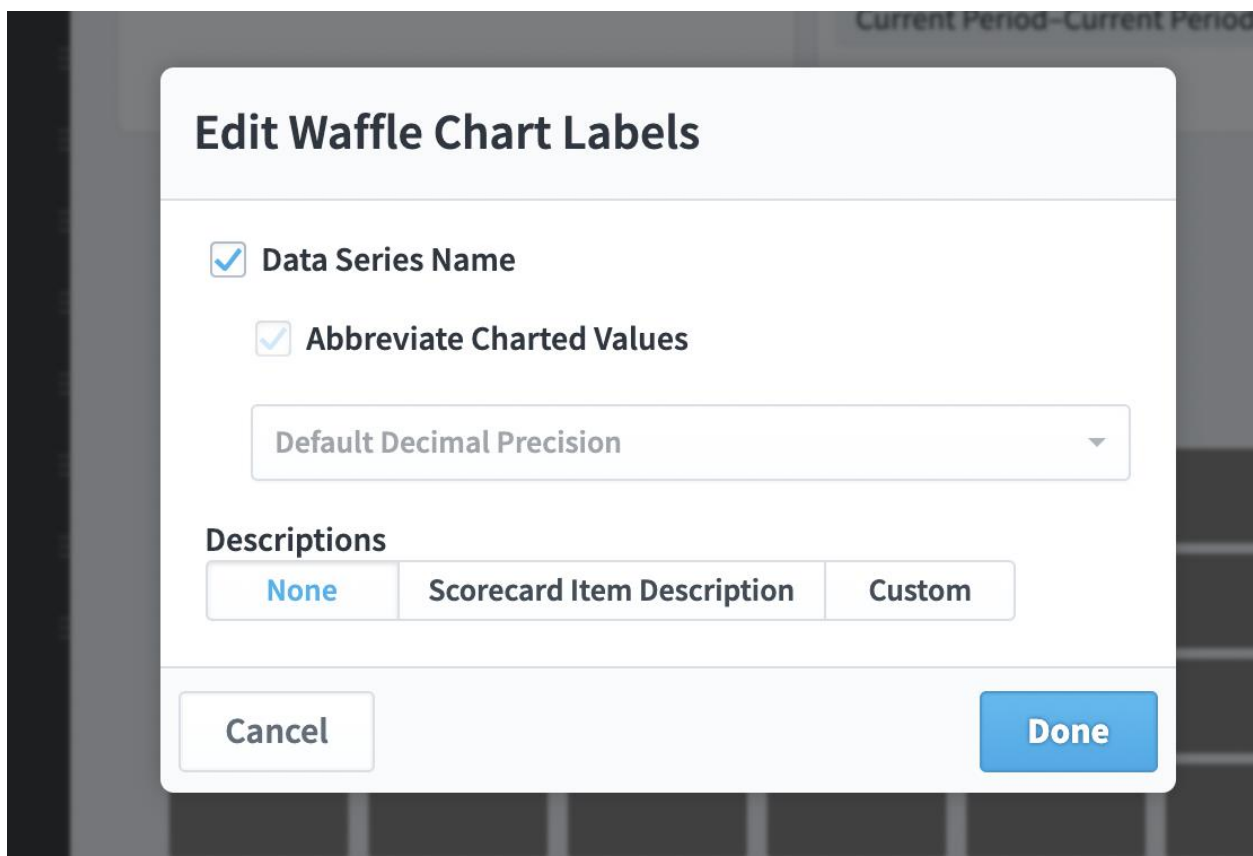 Current Period–Current Period
Edit Waffle Chart Labels
Data Series Name
Abbreviate Charted Values
Default Decimal Precision
Descriptions
None Scorecard Item Description Custom
Cancel Done